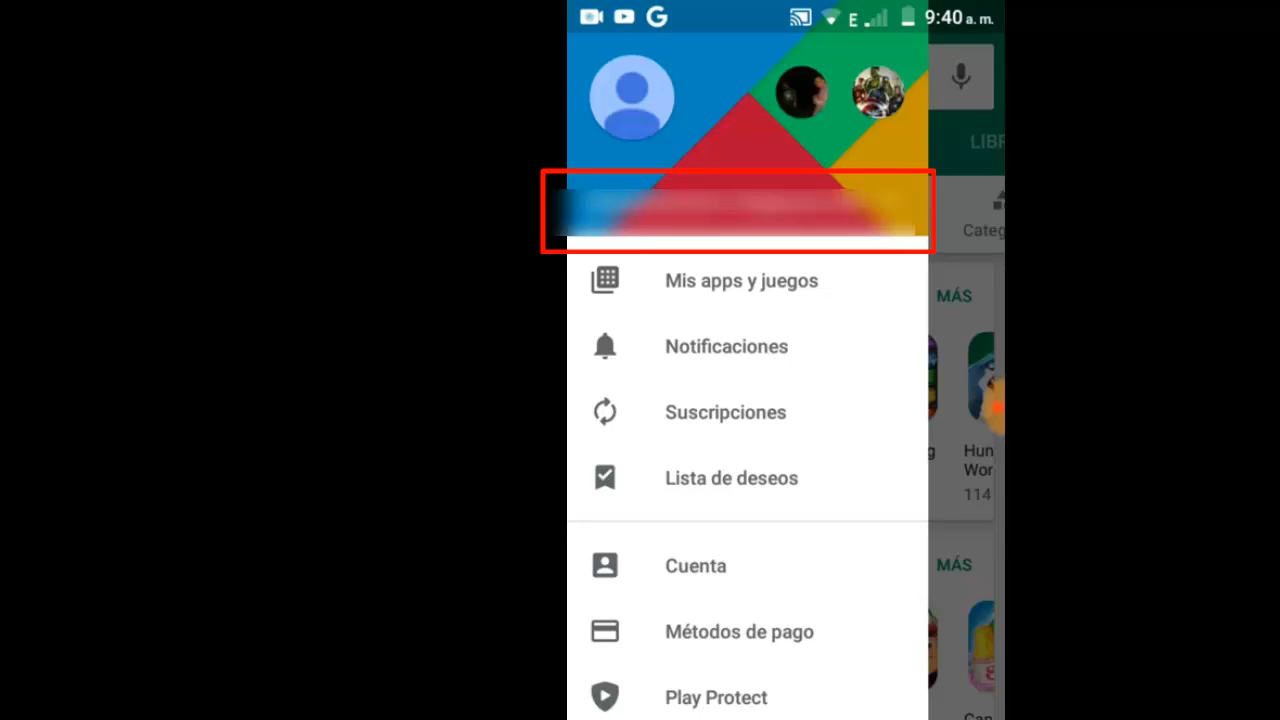 E
9:40 a. m.
LIBR
Categ
Mis apps y juegos
MÁS
Notificaciones
Suscripciones
g
Hun
Wor
Lista de deseos
114
Cuenta
MÁS
Métodos de pago
Play Protect
Can